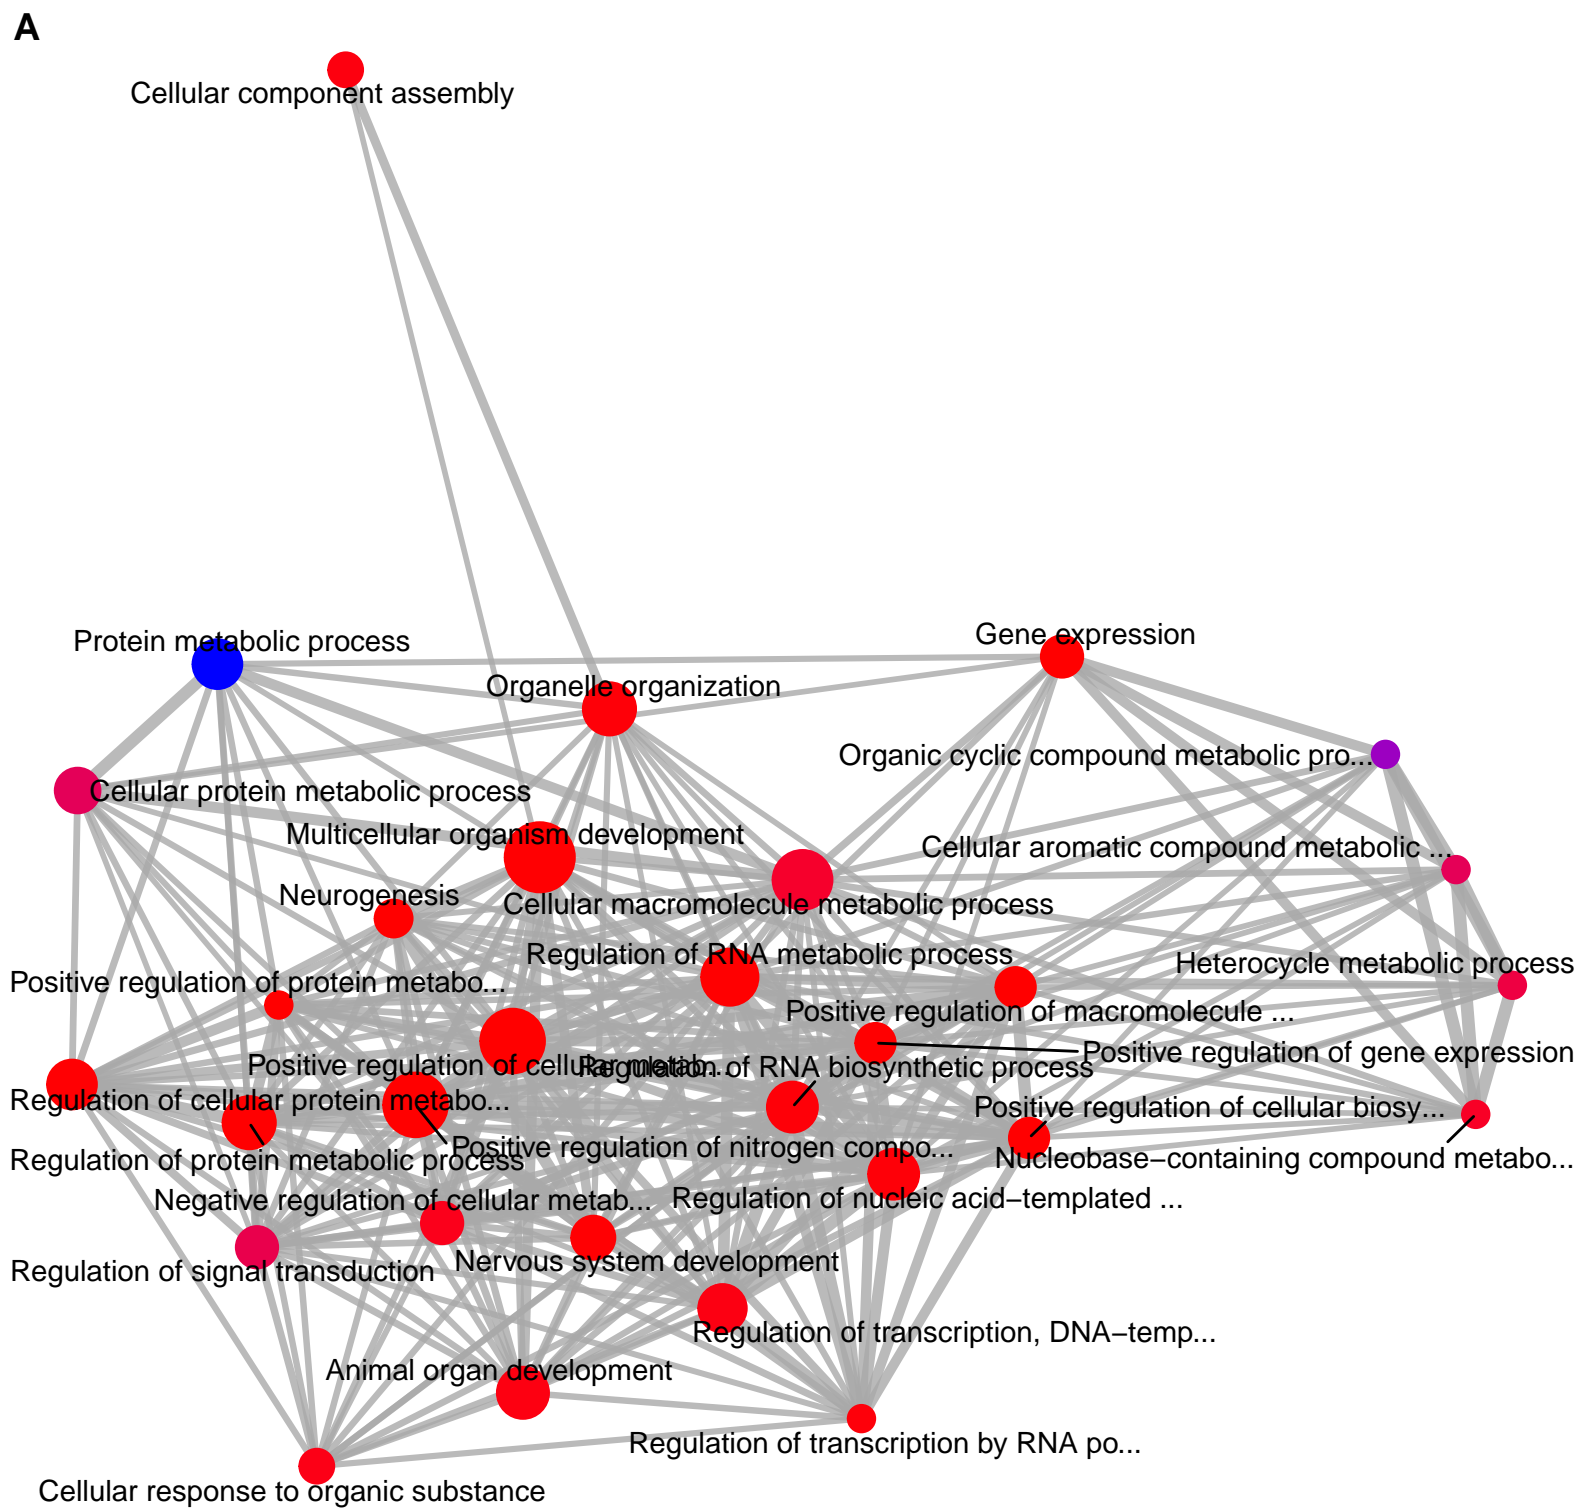 A
Cellular component assembly
Gene expression
Protein metabolic process
Organelle organization
Organic cyclic compound metabolic pro...
Cellular protein metabolic process
Multicellular organism development
Cellular aromatic compound metabolic ...
Neurogenesis
Cellular macromolecule metabolic process
Regulation of RNA metabolic process
Heterocycle metabolic process
Positive regulation of protein metabo...
Positive regulation of macromolecule ...
Positive regulation of gene expression
Positive regulation of cellular metab...
Regulation of RNA biosynthetic process
Regulation of cellular protein metabo...
Positive regulation of cellular biosy...
Positive regulation of nitrogen compo...
Regulation of protein metabolic process
Nucleobase−containing compound metabo...
Negative regulation of cellular metab...
Regulation of nucleic acid−templated ...
Nervous system development
Regulation of signal transduction
Regulation of transcription, DNA−temp...
Animal organ development
Regulation of transcription by RNA po...
Cellular response to organic substance